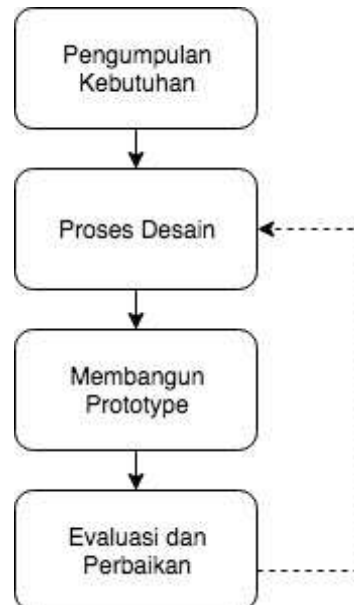 Pengumpulan
Kebutuhan
Proses Desain
Membangun
Prototype
Evaluasi dan
Perbaikan